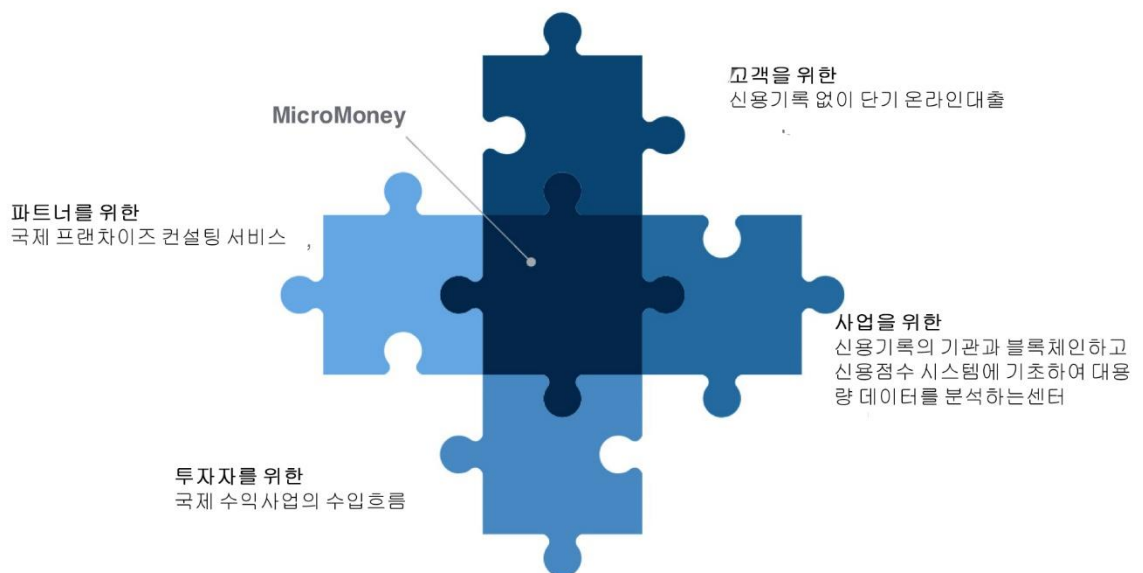 고객을 위한
신용기록 없이 단기 온라인대출
MicroMoney
파트너를 위한
국제 프랜차이즈 컨설팅 서비스 ,
사업을 위한
신용기록의 기관과 블록체인하고
신용점수 시스템에 기초하여 대용
량 데이터를 분석하는센터
투자자를 위한
국제 수익사업의 수입흐름